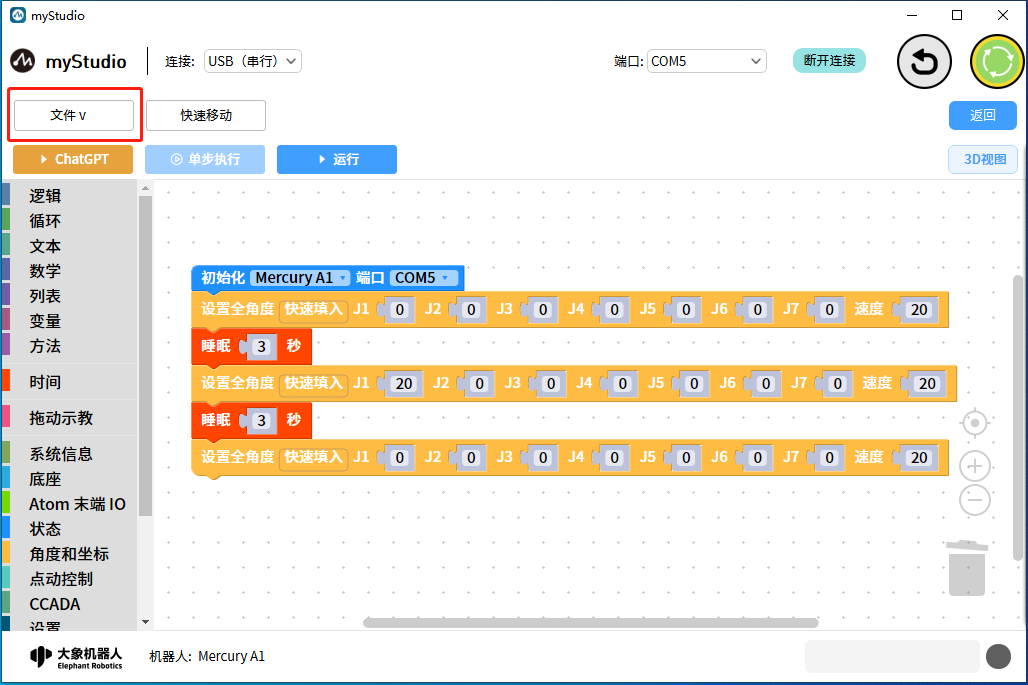 myStudio
myStudio 连接: USB（串行） 端口: COM5 断开连接
文件 v 快速移动 返回
ChatGPT 单步执行 运行 3D视图
逻辑
循环
文本
数学
列表
变量
方法
时间
拖动示教
系统信息
底座
Atom 末端 IO
状态
角度和坐标
点动控制
CCADA
设置
初始化 Mercury A1 端口 COM5
设置全角度 快速填入 J1 0 J2 0 J3 0 J4 0 J5 0 J6 0 J7 0 速度 20
睡眠 3 秒
设置全角度 快速填入 J1 20 J2 0 J3 0 J4 0 J5 0 J6 0 J7 0 速度 20
睡眠 3 秒
设置全角度 快速填入 J1 0 J2 0 J3 0 J4 0 J5 0 J6 0 J7 0 速度 20
大象机器人
Elephant Robotics
机器人: Mercury A1